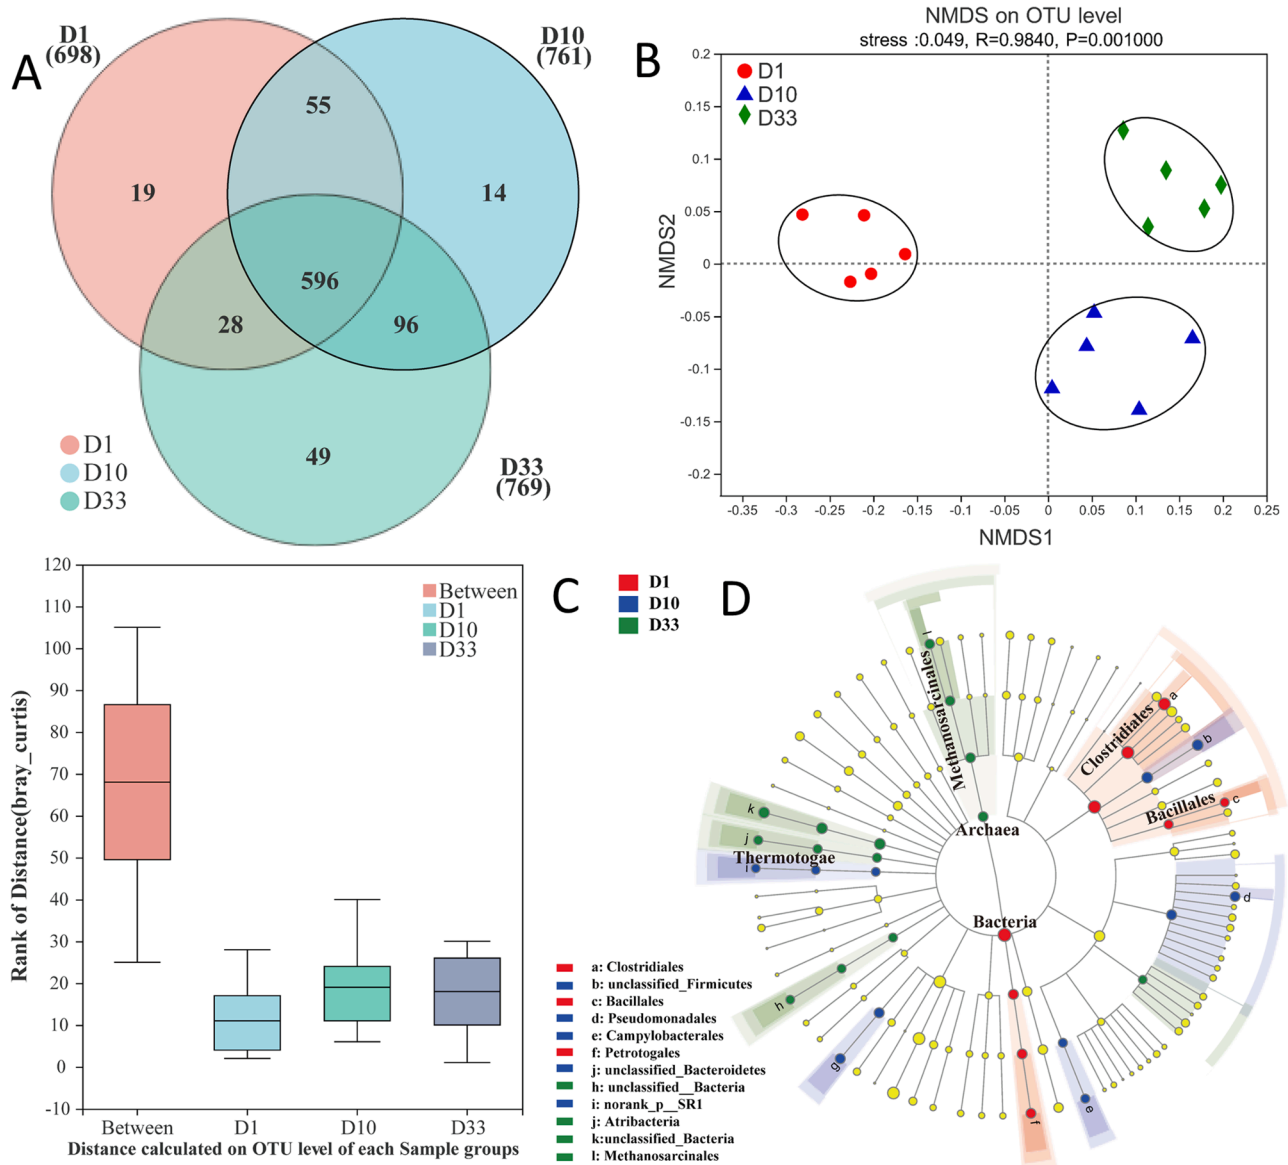 A
D1
(698)
D10
(761)
55
19
14
596
28
96
49
D33
(769)
D1
D10
D33
B
NMDS on OTU level
stress :0.049, R=0.9840, P=0.001000
D1
D10
D33
0.2
0.15
0.1
0.05
0
-0.05
-0.1
-0.15
-0.2
NMDS2
-0.35
-0.3
-0.25
-0.2
-0.15
-0.1
-0.05
0
0.05
0.1
0.15
0.2
0.25
NMDS1
C
120
110
100
90
80
70
60
50
40
30
20
10
0
-10
Rank of Distance(bray_curtis)
Between
D1
D10
D33
Between
D1
D10
D33
Distance calculated on OTU level of each Sample groups
D
D1
D10
D33
l
Methanosarcinales
Archaea
Clostridiales
a
b
Bacillales
c
k
j
Thermotogae
i
Bacteria
d
h
g
f
e
a: Clostridiales
b: unclassified_Firmicutes
c: Bacillales
d: Pseudomonadales
e: Campylobacterales
f: Petrotogales
j: unclassified_Bacteroidetes
h: unclassified__Bacteria
i: norank_p__SR1
j: Atribacteria
k:unclassified_Bacteria
l: Methanosarcinales